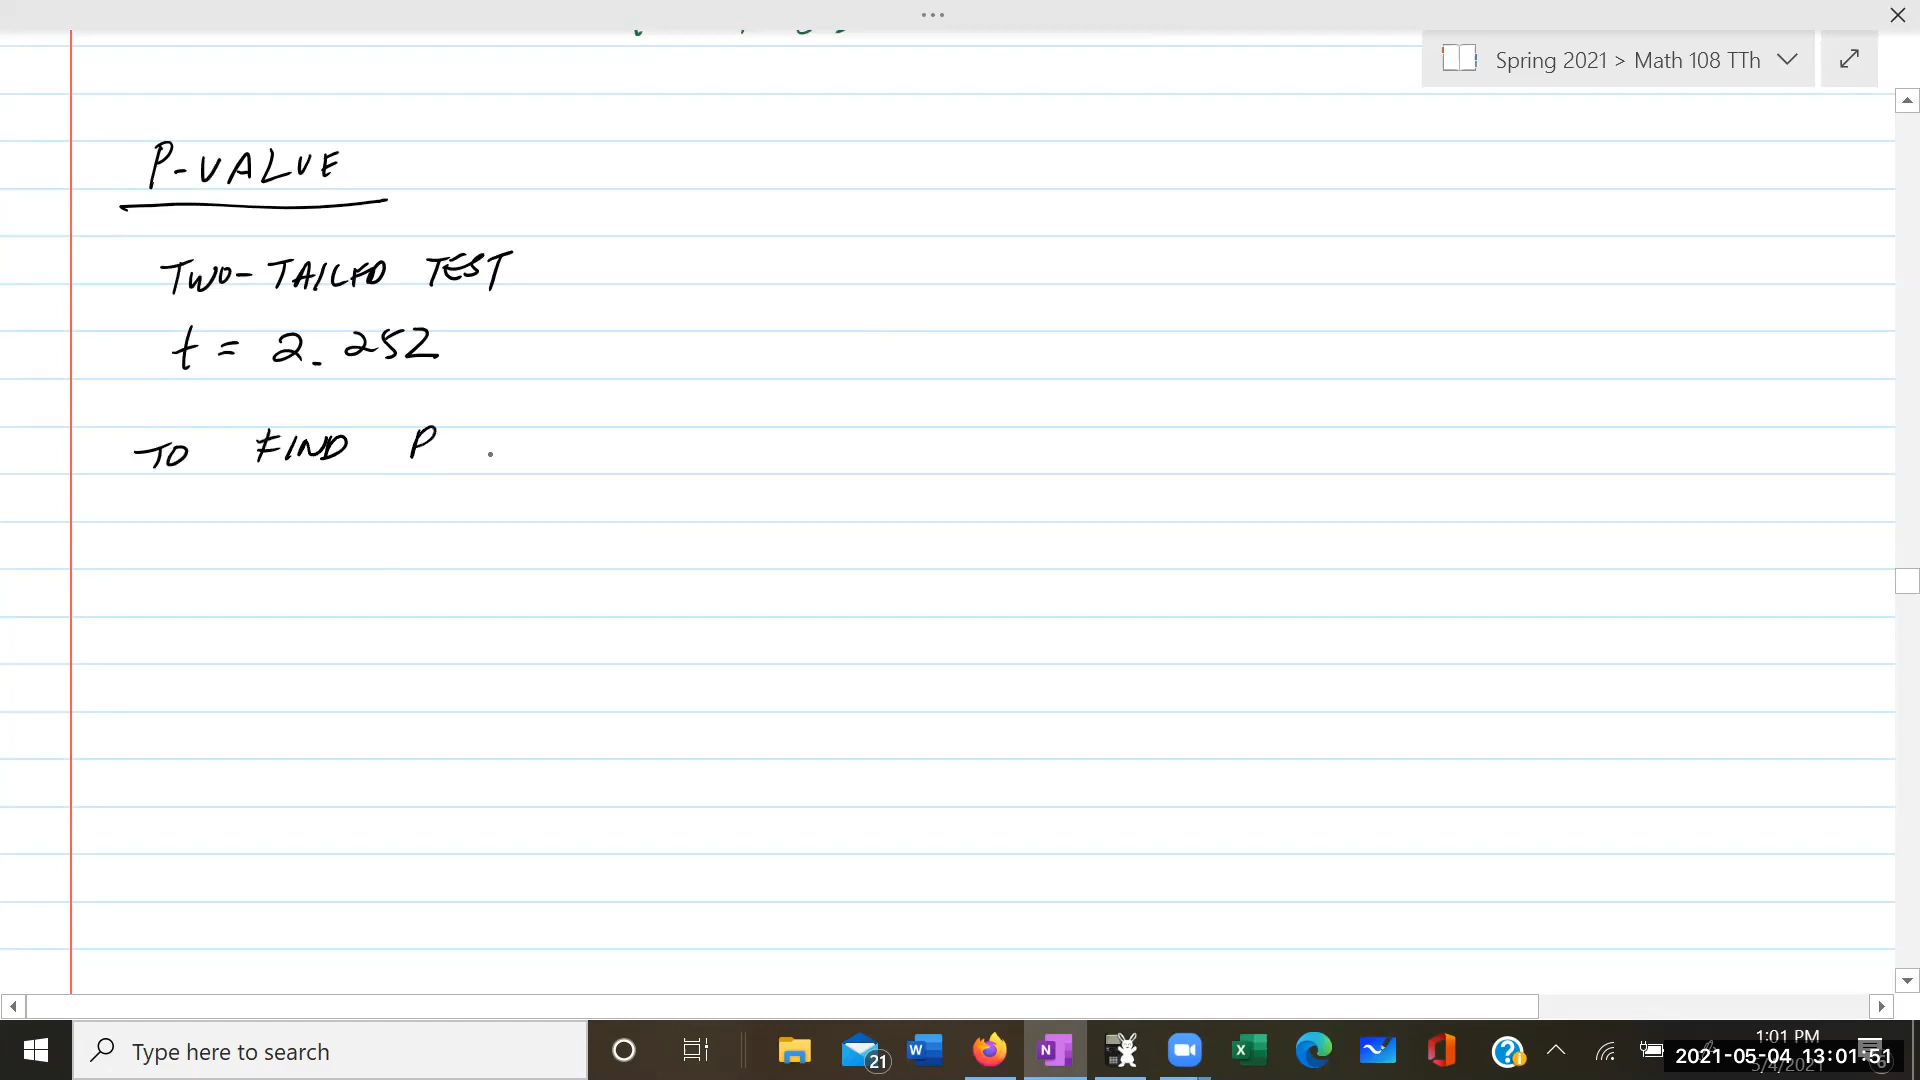 Spring 2021 > Math 108 TTh
P-VALUE
TWO-TAILED TEST
t = 2.252
TO FIND P
Type here to search
21
1:01 PM
2021-05-04 13:01:51